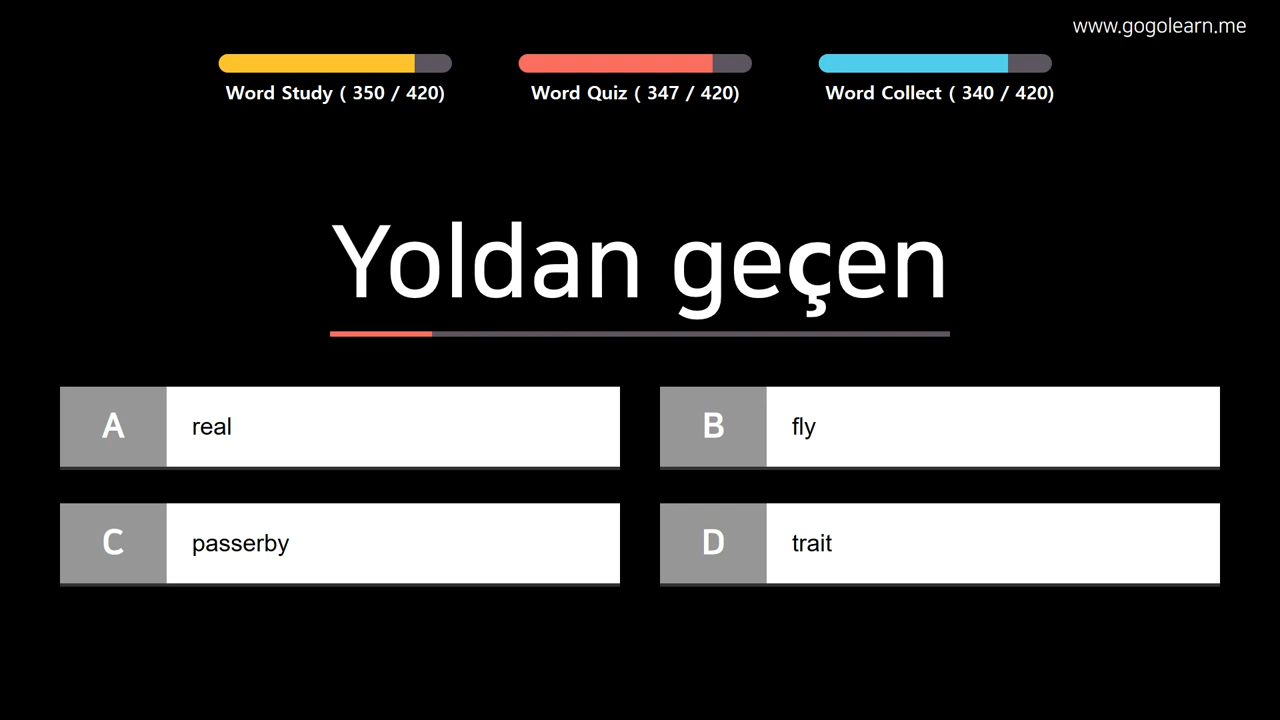 www.gogolearn.me
Word Study ( 350 / 420)
Word Quiz ( 347 / 420)
Word Collect ( 340 / 420)
Yoldan geçen
A real
B fly
C passerby
D trait